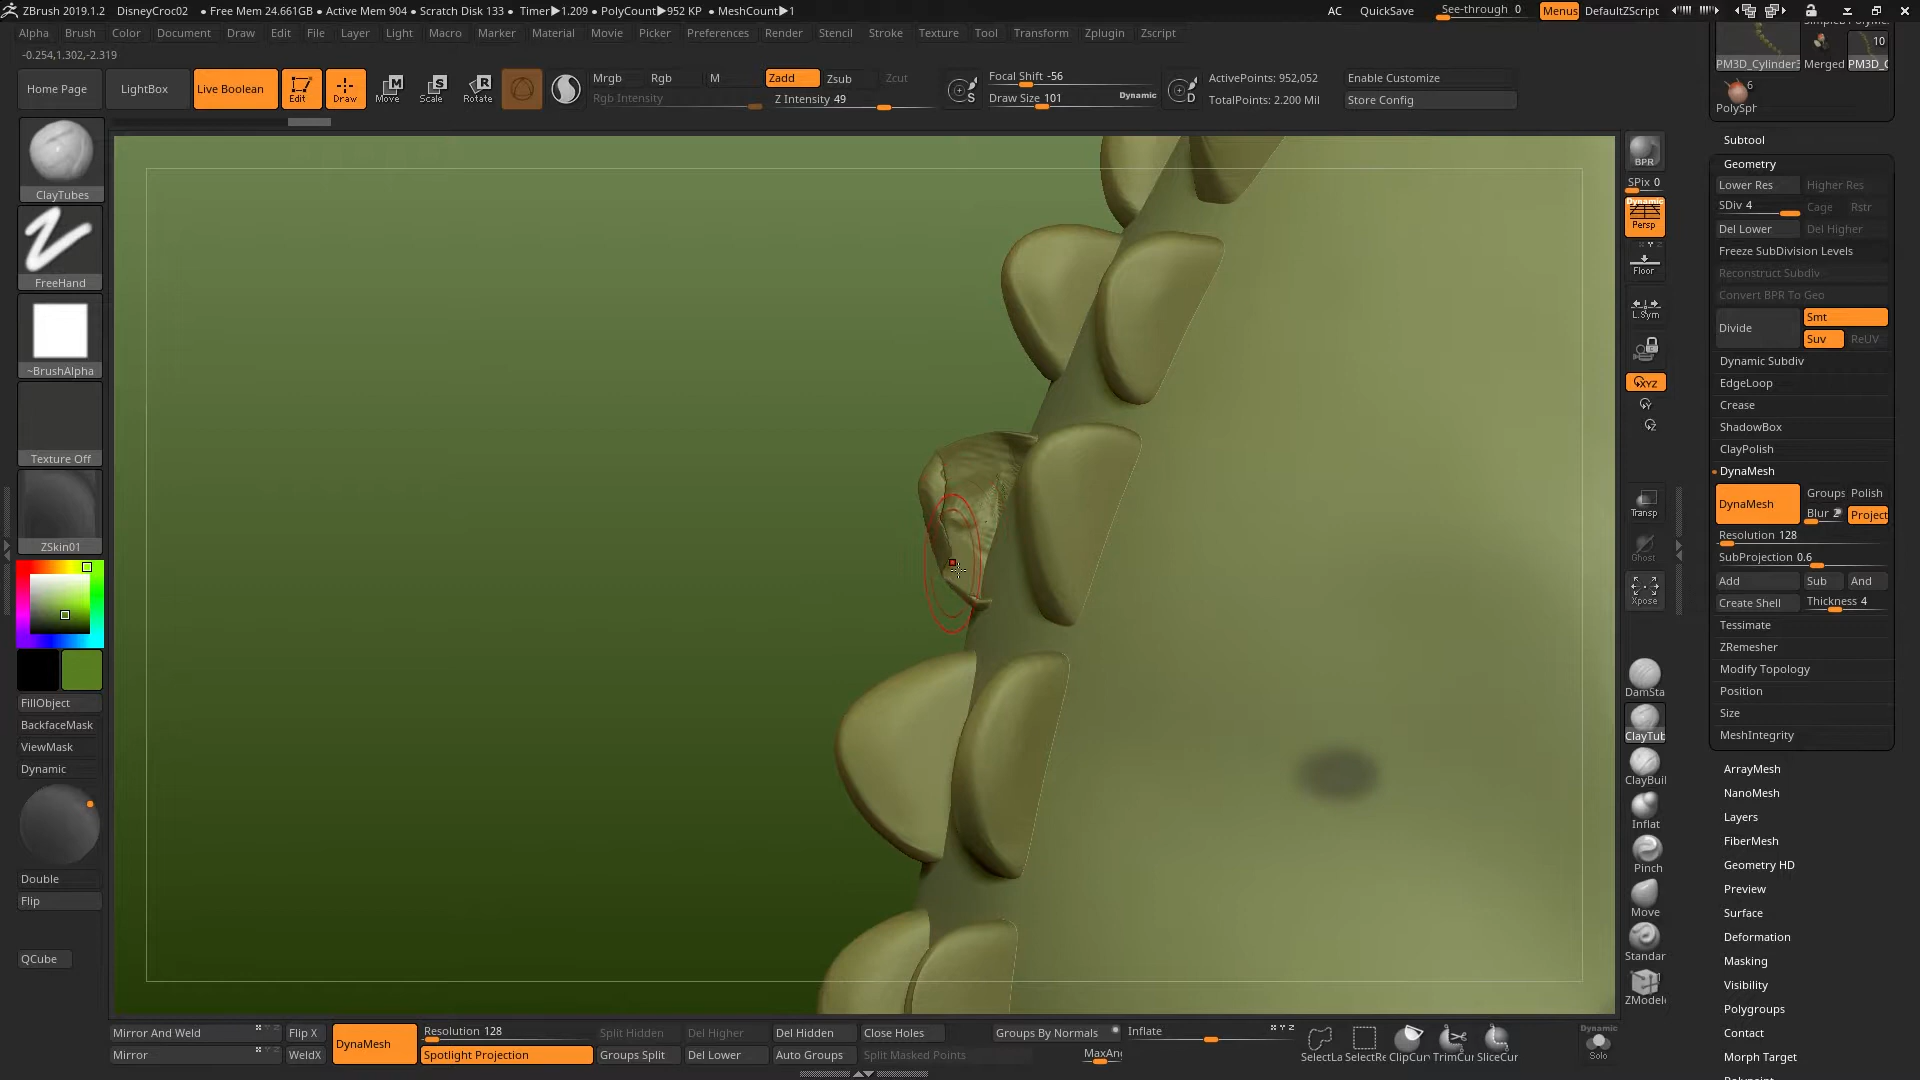 ZBrush 2019.1.2 DisneyCroc02 • Free Mem 24.661GB • Active Mem 904 • Scratch Disk 133 • Timer▶1.209 • PolyCount▶952 KP • MeshCount▶1 AC QuickSave See-through 0 Menus DefaultZScript
Alpha Brush Color Document Draw Edit File Layer Light Macro Marker Material Movie Picker Preferences Render Stencil Stroke Texture Tool Transform Zplugin Zscript
-0.254,1.302,-2.319
Home Page LightBox Live Boolean Edit Draw Move Scale Rotate
Mrgb Rgb M Zadd Zsub Zcut
Rgb Intensity Z Intensity 49
Focal Shift -56
Draw Size 101 Dynamic
ActivePoints: 952,052
TotalPoints: 2.200 Mil
Enable Customize
Store Config
ClayTubes
FreeHand
~BrushAlpha
Texture Off
ZSkin01
FillObject
BackfaceMask
ViewMask
Dynamic
Double
Flip
QCube
BPR
SPix 0
Dynamic
Persp
Floor
L.Sym
XYZ
Transp
Ghost
Xpose
DamSta
ClayTub
ClayBuil
Inflat
Pinch
Move
Standar
ZModele
10
PM3D_Cylinder3 Merged PM3D_C
6
PolySph
Subtool
Geometry
Lower Res Higher Res
SDiv 4 Cage Rstr
Del Lower Del Higher
Freeze SubDivision Levels
Reconstruct Subdiv
Convert BPR To Geo
Divide Smt
Suv ReUV
Dynamic Subdiv
EdgeLoop
Crease
ShadowBox
ClayPolish
DynaMesh
DynaMesh Groups Polish
Blur 2 Project
Resolution 128
SubProjection 0.6
Add Sub And
Create Shell Thickness 4
Tessimate
ZRemesher
Modify Topology
Position
Size
MeshIntegrity
ArrayMesh
NanoMesh
Layers
FiberMesh
Geometry HD
Preview
Surface
Deformation
Masking
Visibility
Polygroups
Contact
Morph Target
Mirror And Weld Flip X DynaMesh Resolution 128 Split Hidden Del Higher Del Hidden Close Holes Groups By Normals Inflate
Mirror WeldX Spotlight Projection Groups Split Del Lower Auto Groups Split Masked Points MaxAng
SelectLa SelectRe ClipCur TrimCur SliceCur
Dynamic
Solo